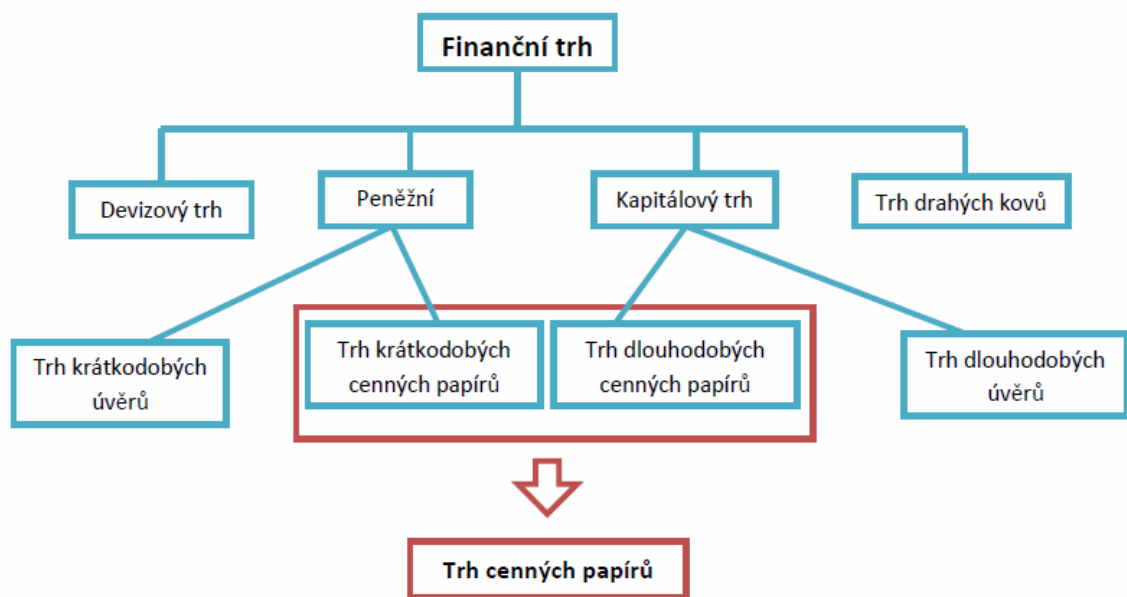 Finanční trh
Devizový trh
Peněžní
Kapitálový trh
Trh drahých kovů
Trh krátkodobých
úvěrů
Trh krátkodobých
cenných papírů
Trh dlouhodobých
cenných papírů
Trh dlouhodobých
úvěrů
Trh cenných papírů